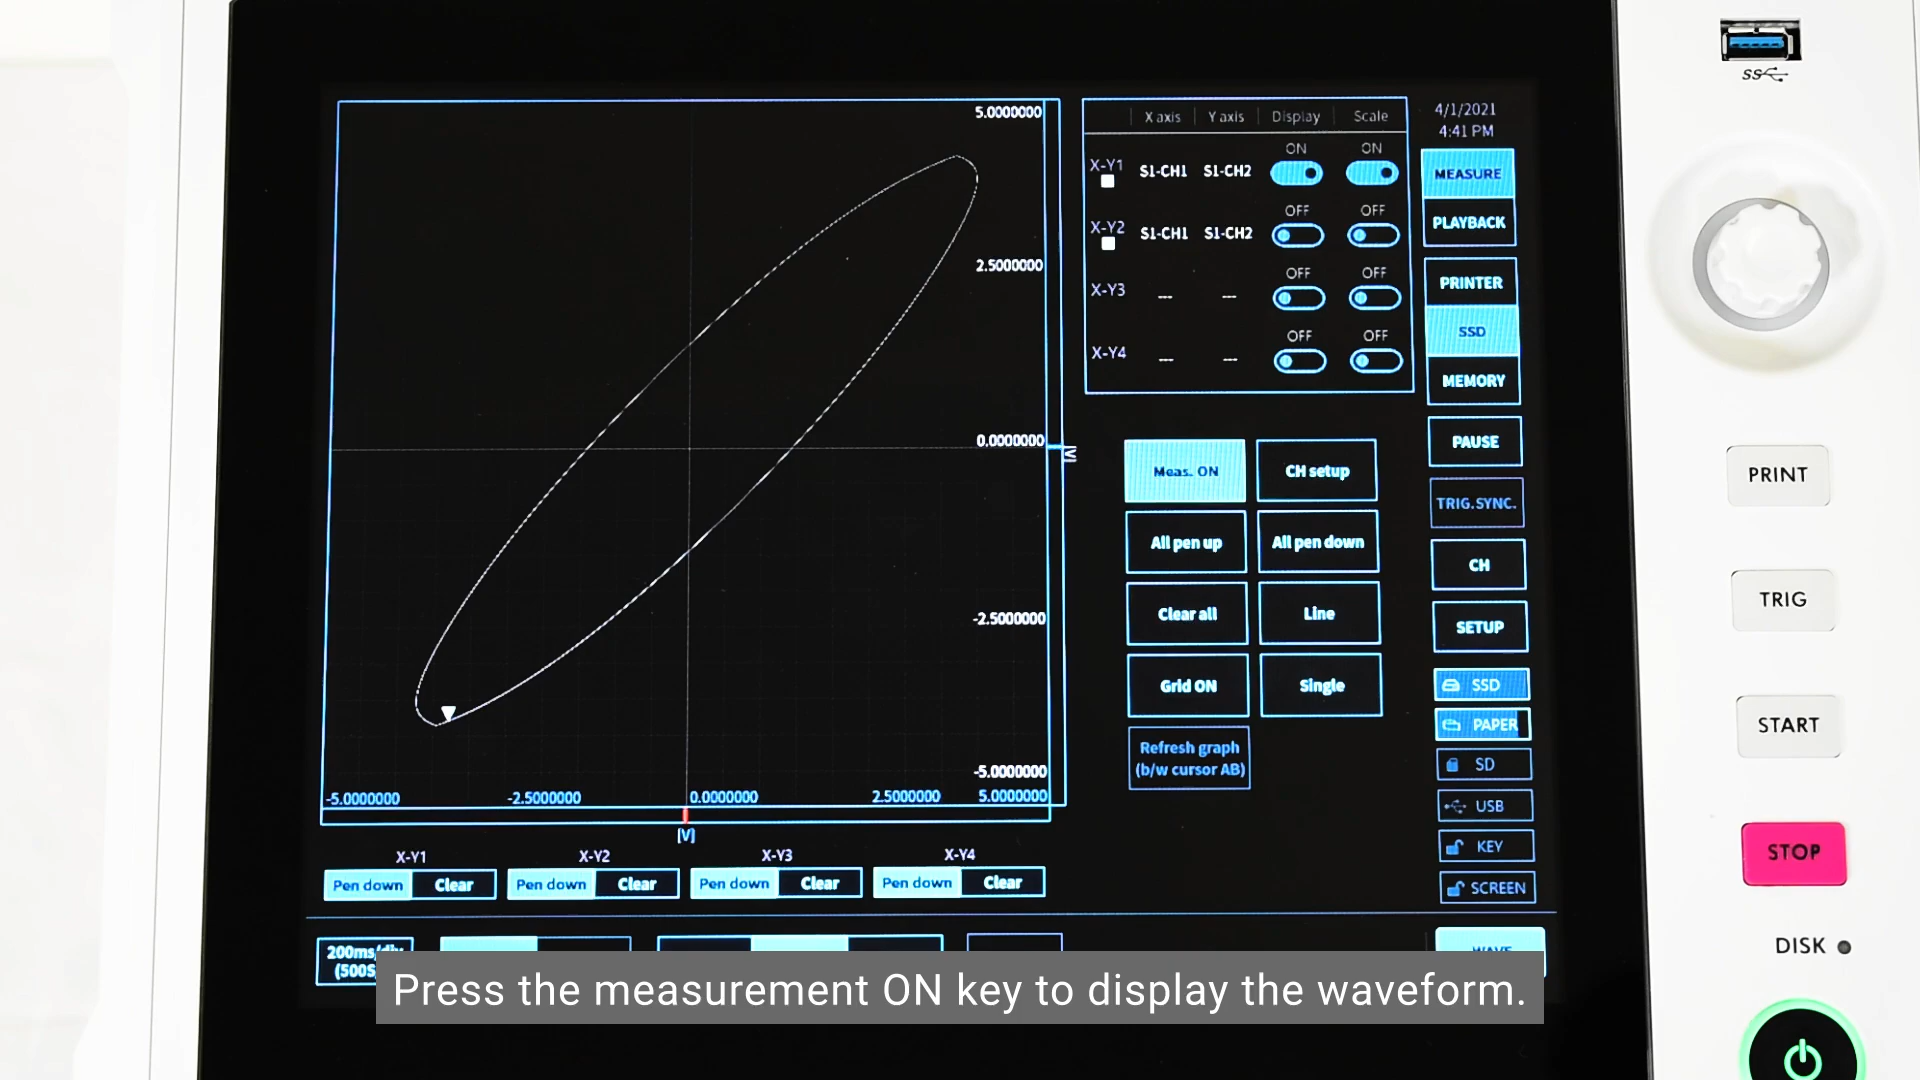 5.0000000
2.5000000
0.0000000
-2.5000000
-5.0000000
[V]
-5.0000000 -2.5000000 0.0000000 2.5000000 5.0000000
[V]
X-Y1 X-Y2 X-Y3 X-Y4
Pen down Clear Pen down Clear Pen down Clear Pen down Clear
200ms/div
(500S
X axis Y axis Display Scale
ON ON
X-Y1 S1-CH1 S1-CH2
OFF OFF
X-Y2 S1-CH1 S1-CH2
OFF OFF
X-Y3 --- ---
OFF OFF
X-Y4 --- ---
Meas. ON CH setup
All pen up All pen down
Clear all Line
Grid ON Single
Refresh graph
(b/w cursor AB)
4/1/2021
4:41 PM
MEASURE
PLAYBACK
PRINTER
SSD
MEMORY
PAUSE
TRIG.SYNC.
CH
SETUP
SSD
PAPER
SD
USB
KEY
SCREEN
WAVE
SS
PRINT
TRIG
START
STOP
DISK
Press the measurement ON key to display the waveform.